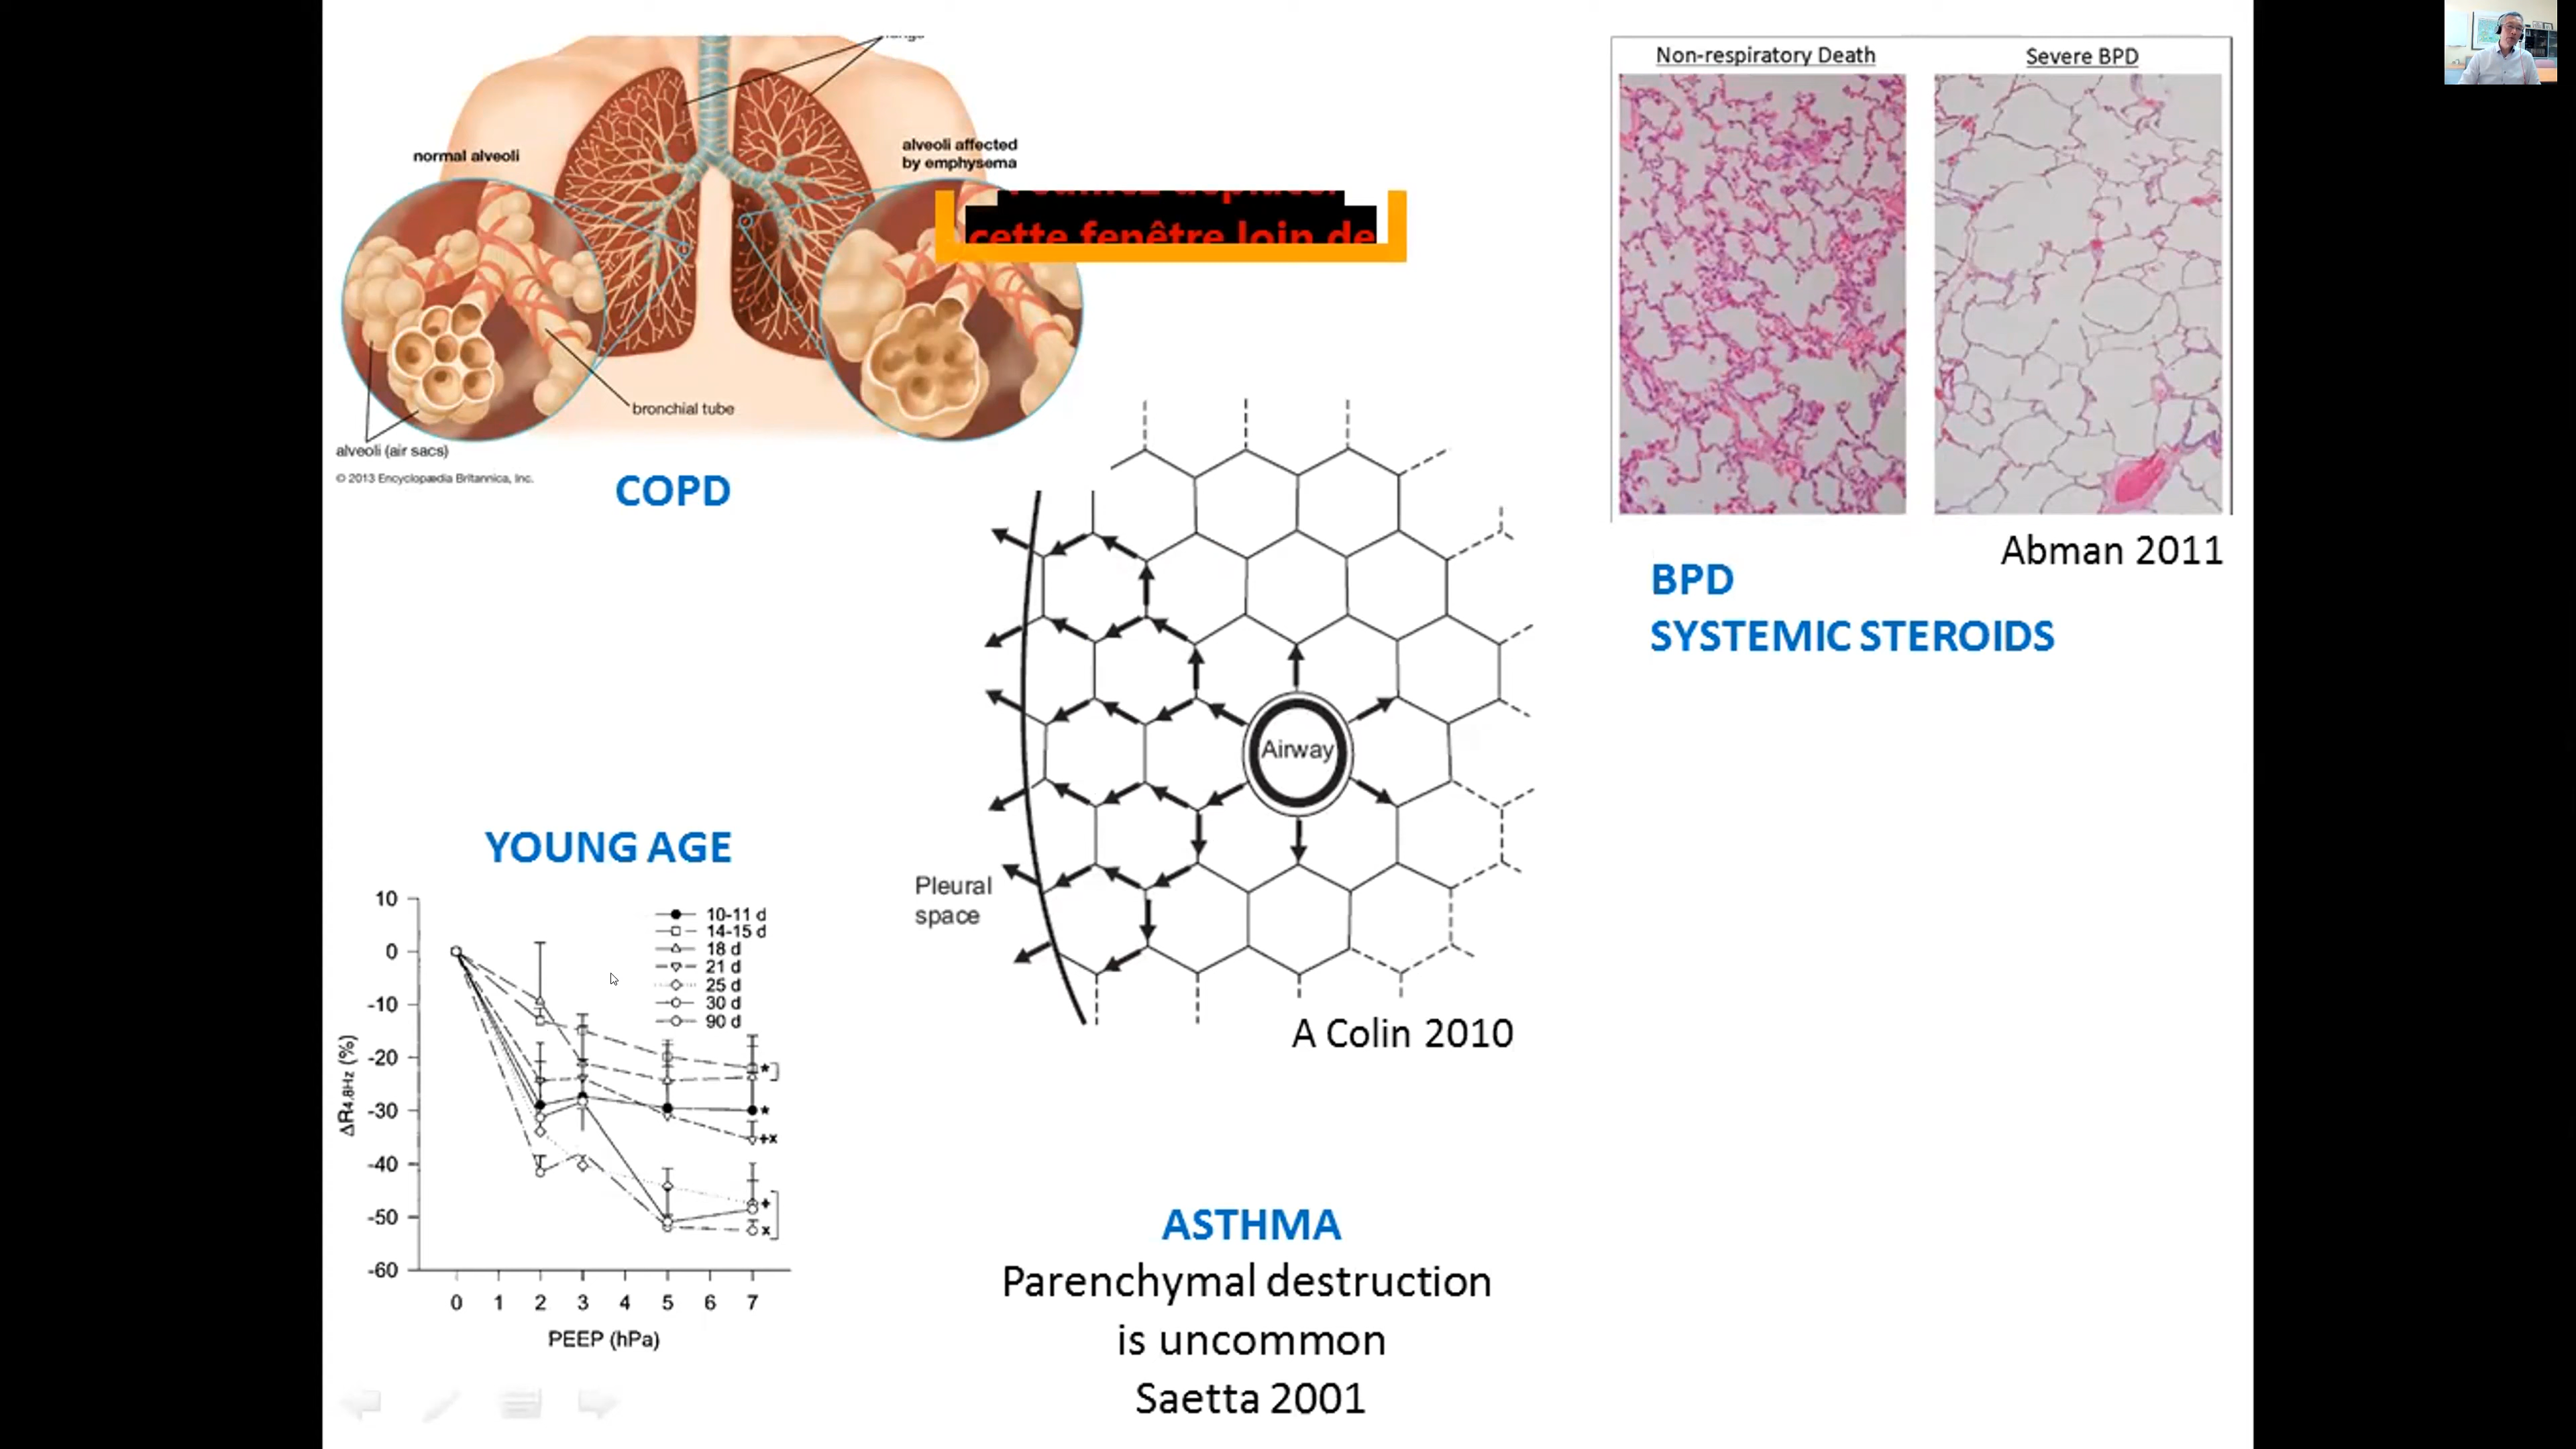 normal alveoli
alveoli affected
by emphysema
cette fenêtre loin de
bronchial tube
alveoli (air sacs)
© 2013 Encyclopædia Britannica, Inc.
COPD
Non-respiratory Death
Severe BPD
Abman 2011
BPD
SYSTEMIC STEROIDS
Airway
Pleural
space
A Colin 2010
YOUNG AGE
10
0
-10
-20
-30
-40
-50
-60
ΔR4.8Hz (%)
10-11 d
14-15 d
18 d
21 d
25 d
30 d
90 d
*
*
+x
+
x
0 1 2 3 4 5 6 7
PEEP (hPa)
ASTHMA
Parenchymal destruction
is uncommon
Saetta 2001